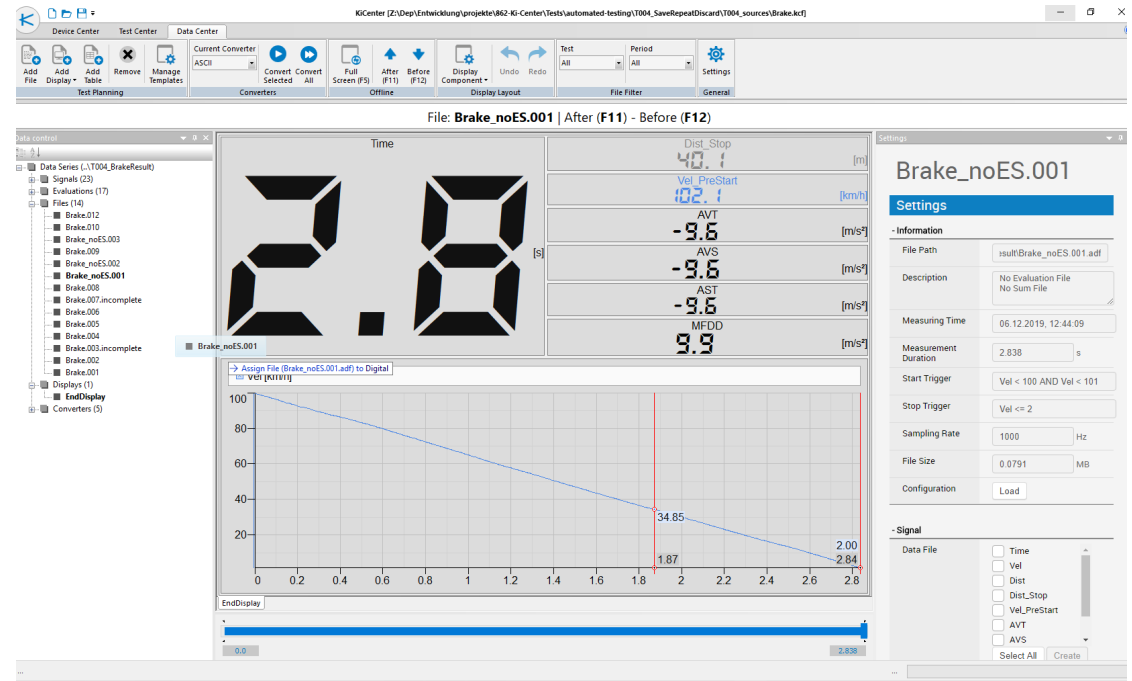 KiCenter [Z:\Dep\Entwicklung\projekte\862-Ki-Center\Tests\automated-testing\T004_SaveRepeatDiscard\T004_sources\Brake.kcf]
Device Center Test Center Data Center
Add File
Add Display
Add Table
Remove
Manage Templates
Test Planning
Current Converter
ASCII
Convert Selected
Convert All
Converters
Full Screen (F5)
After (F11)
Before (F12)
Offline
Display Component
Undo Redo
Display Layout
Test Period
All All
File Filter
Settings
General
File: Brake_noES.001 | After (F11) - Before (F12)
Data control
Data Series (..\T004_BrakeResult)
Signals (23)
Evaluations (17)
Files (14)
Brake.012
Brake.010
Brake_noES.003
Brake.009
Brake_noES.002
Brake_noES.001
Brake.008
Brake.007.incomplete
Brake.006
Brake.005
Brake.004
Brake.003.incomplete
Brake.002
Brake.001
Displays (1)
EndDisplay
Converters (5)
Brake_noES.001
Time
2.8 [s]
Dist_Stop
40.1 [m]
Vel_PreStart
102.1 [km/h]
AVT
-9.6 [m/s²]
AVS
-9.6 [m/s²]
AST
-9.6 [m/s²]
MFDD
9.9 [m/s²]
Assign File (Brake_noES.001.adf) to Digital
Vel [km/h]
100
80
60
40
20
34.85
1.87
2.00
2.84
0 0.2 0.4 0.6 0.8 1 1.2 1.4 1.6 1.8 2 2.2 2.4 2.6 2.8
EndDisplay
0.0 2.838
Settings
Brake_noES.001
Settings
- Information
File Path sult\Brake_noES.001.adf
Description No Evaluation File
No Sum File
Measuring Time 06.12.2019, 12:44:09
Measurement Duration 2.838 s
Start Trigger Vel < 100 AND Vel < 101
Stop Trigger Vel <= 2
Sampling Rate 1000 Hz
File Size 0.0791 MB
Configuration Load
- Signal
Data File Time
Vel
Dist
Dist_Stop
Vel_PreStart
AVT
AVS
Select All Create
...
...